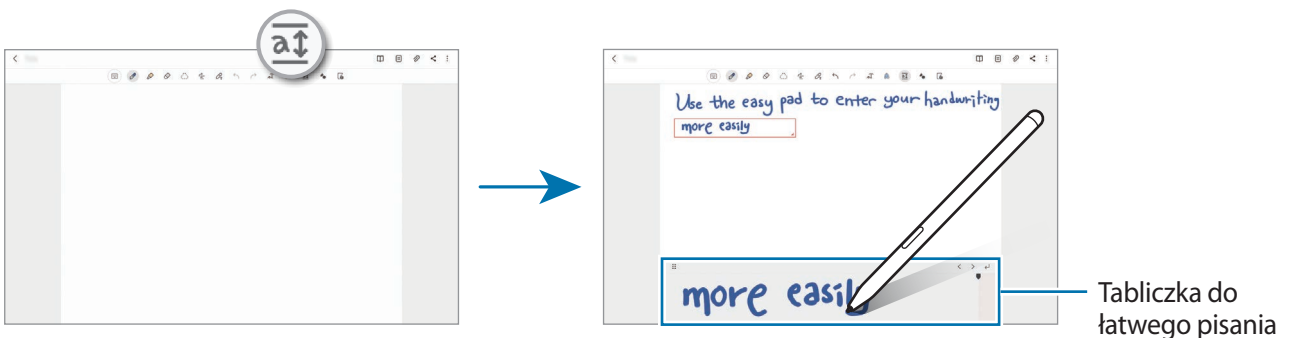 Use the easy pad to enter your handwriting
more easily
more easily
Tabliczka do
łatwego pisania